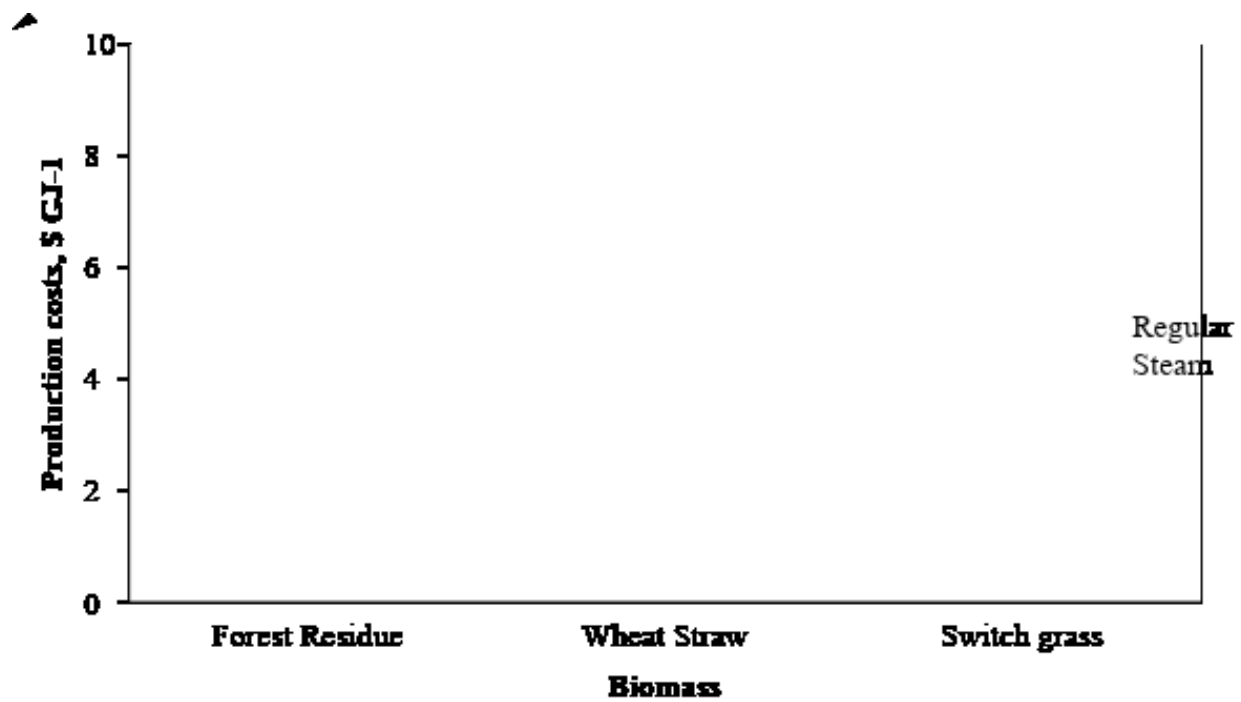 10
8
6
4
2
0
Production costs, $ GJ-1
Regular
Steam
Forest Residue Wheat Straw Switch grass
Biomass